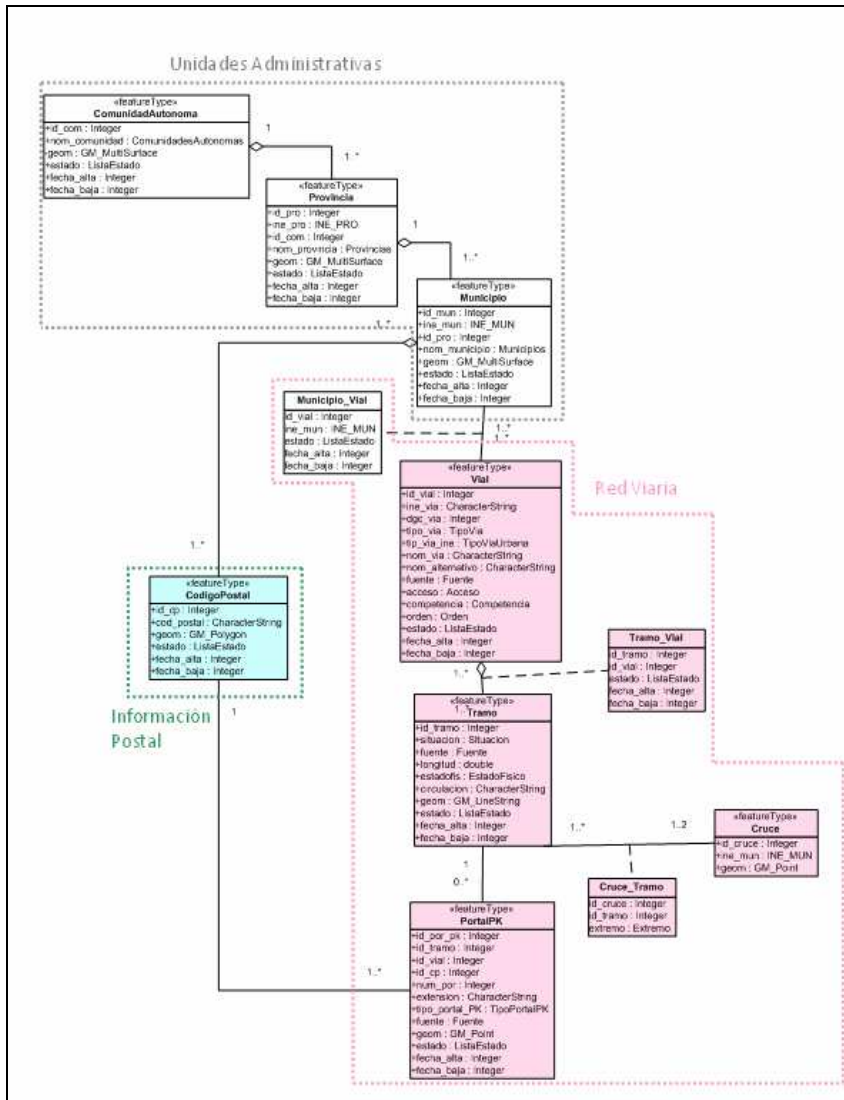 Unidades Administrativas
«featureType»
ComunidadAutonoma
+id_com : Integer
+nom_comunidad : ComunidadesAutonomas
-geom : GM_MultiSurface
+estado : ListaEstado
+fecha_alta : Integer
+fecha_baja : Integer
1
1..*
«featureType»
Provincia
+id_pro : Integer
+ine_pro : INE_PRO
+id_com : Integer
+nom_provincia : Provincias
+geom : GM_MultiSurface
+estado : ListaEstado
+fecha_alta : Integer
+fecha_baja : Integer
1
1..*
«featureType»
Municipio
+id_mun : Integer
+ine_mun : INE_MUN
+id_pro : Integer
+nom_municipio : Municipios
+geom : GM_MultiSurface
+estado : ListaEstado
+fecha_alta : Integer
+fecha_baja : Integer
1..*
Municipio_Vial
id_vial : Integer
ine_mun : INE_MUN
estado : ListaEstado
fecha_alta : Integer
fecha_baja : Integer
1..*
1..*
Red Viaria
«featureType»
Vial
+id_vial : Integer
+ine_via : CharacterString
+dgc_via : Integer
+tipo_via : TipoVia
+tip_via_ine : TipoViaUrbana
+nom_via : CharacterString
+nom_alternativo : CharacterString
+fuente : Fuente
+acceso : Acceso
+competencia : Competencia
+orden : Orden
+estado : ListaEstado
+fecha_alta : Integer
+fecha_baja : Integer
1..*
«featureType»
CodigoPostal
+id_cp : Integer
+cod_postal : CharacterString
+geom : GM_Polygon
+estado : ListaEstado
+fecha_alta : Integer
+fecha_baja : Integer
1
Información
Postal
Tramo_Vial
id_tramo : Integer
id_vial : Integer
estado : ListaEstado
fecha_alta : Integer
fecha_baja : Integer
1..*
«featureType»
1..*
Tramo
+id_tramo : Integer
+situacion : Situacion
+fuente : Fuente
+longitud : double
+estadofis : EstadoFisico
+circulacion : CharacterString
+geom : GM_LineString
+estado : ListaEstado
+fecha_alta : Integer
+fecha_baja : Integer
1..*
1..2
«featureType»
Cruce
+id_cruce : Integer
+ine_mun : INE_MUN
+geom : GM_Point
Cruce_Tramo
id_cruce : Integer
id_tramo : Integer
extremo : Extremo
1
0..*
«featureType»
PortalPK
+id_por_pk : Integer
+id_tramo : Integer
+id_vial : Integer
+id_cp : Integer
+num_por : Integer
+extension : CharacterString
+tipo_portal_PK : TipoPortalPK
+fuente : Fuente
+geom : GM_Point
+estado : ListaEstado
+fecha_alta : Integer
+fecha_baja : Integer
1..*